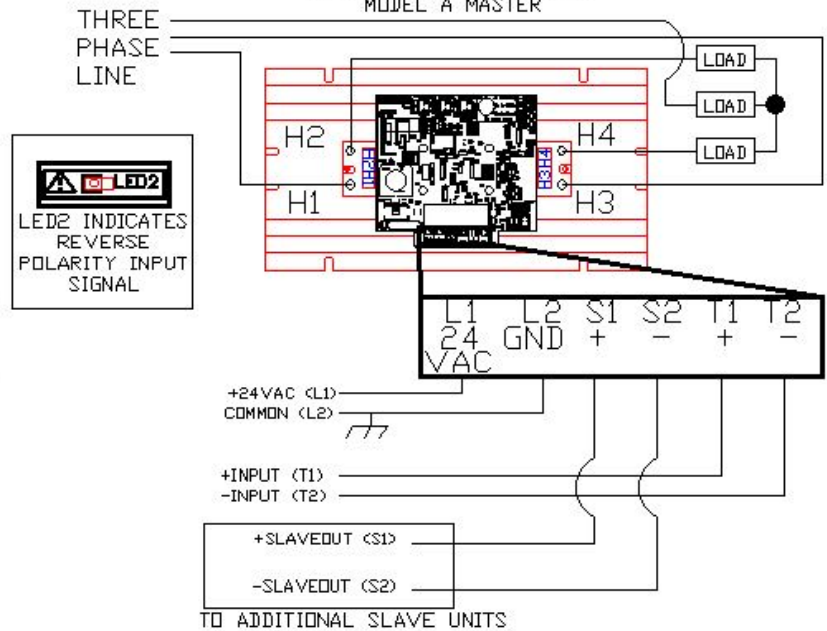 MODEL A MASTER
THREE
PHASE
LINE
LOAD
LOAD
LOAD
H2
H4
H2H1
H3H4
H1
H3
LED2
LED2 INDICATES
REVERSE
POLARITY INPUT
SIGNAL
L1 L2 S1 S2 T1 T2
24 GND + - + -
VAC
+24VAC (L1)
COMMON (L2)
+INPUT (T1)
-INPUT (T2)
+SLAVEOUT (S1)
-SLAVEOUT (S2)
TO ADDITIONAL SLAVE UNITS